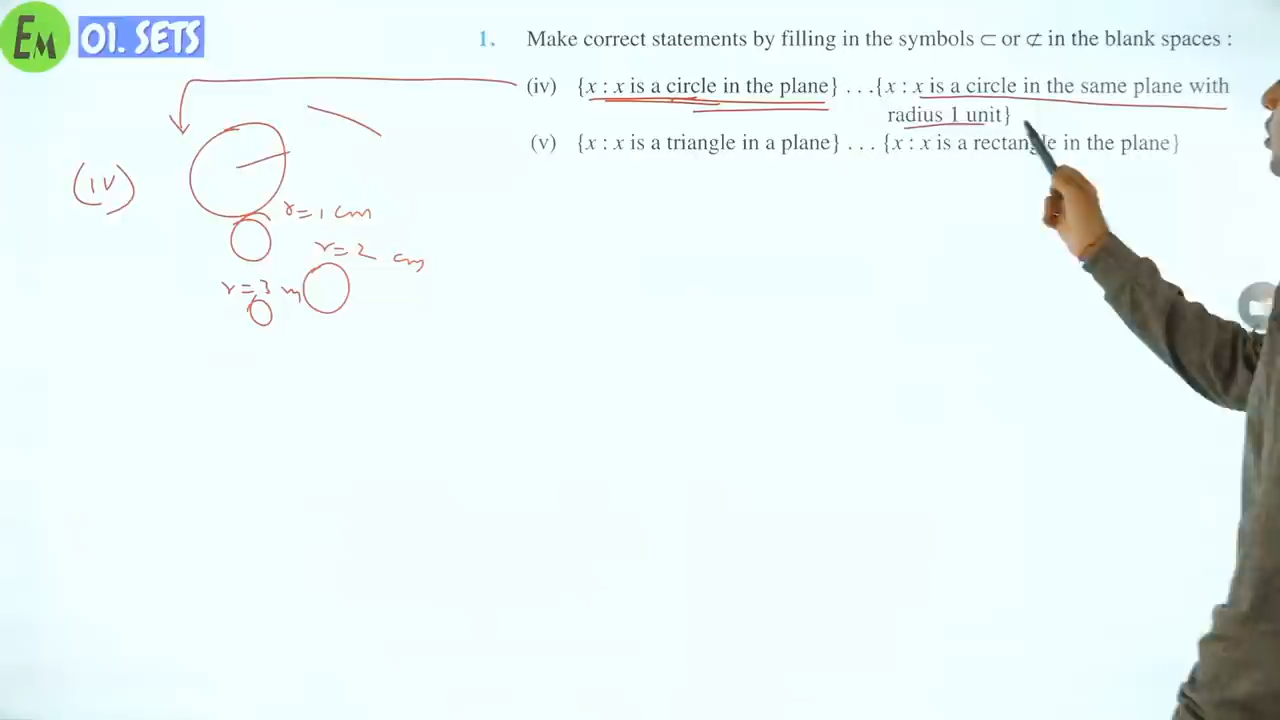 EM 01. SETS
1. Make correct statements by filling in the symbols ⊂ or ⊄ in the blank spaces :
(iv) {x : x is a circle in the plane} . . .{x : x is a circle in the same plane with
radius 1 unit}
(v) {x : x is a triangle in a plane} . . . {x : x is a rectangle in the plane}
(iv)
r=1 cm
r=2 cm
r=3 m